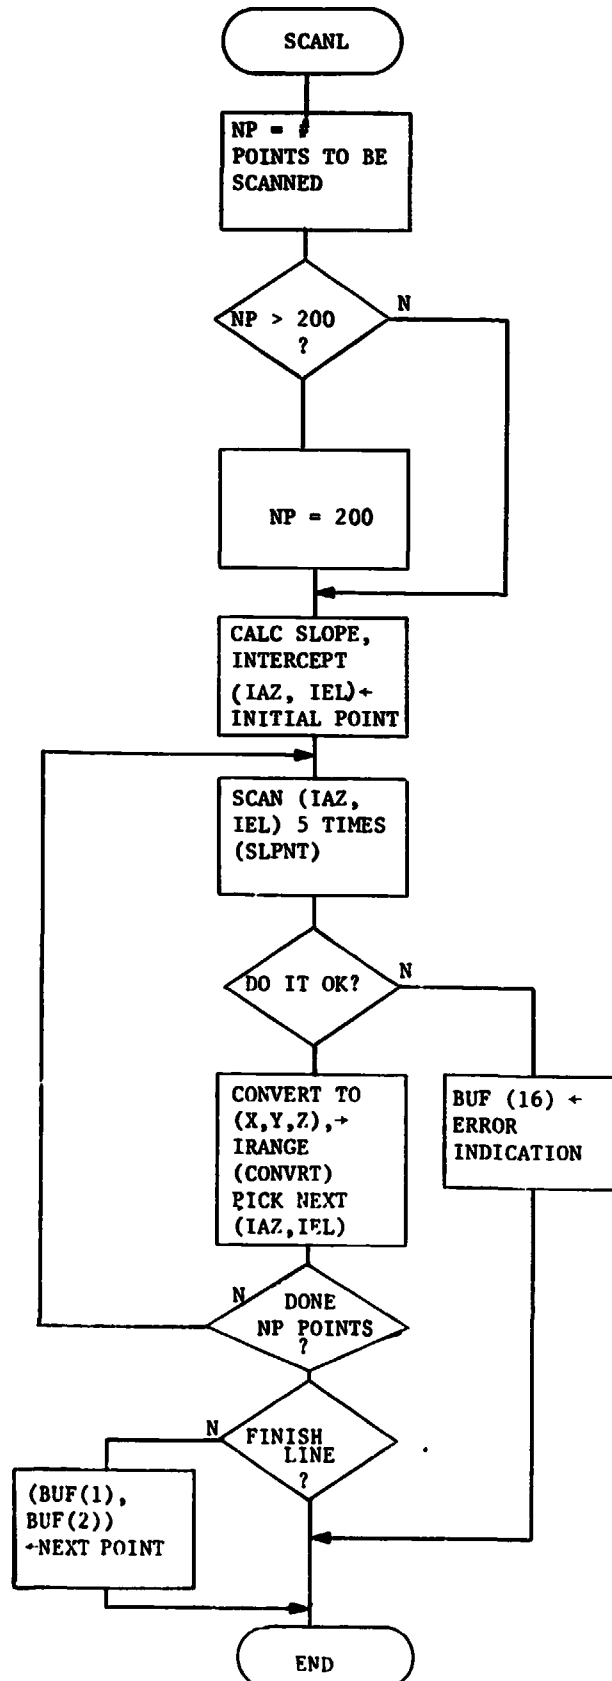 SCANL
NP = #
POINTS TO BE
SCANNED
NP > 200
?
N
NP = 200
CALC SLOPE,
INTERCEPT
(IAZ, IEL)←
INITIAL POINT
SCAN (IAZ,
IEL) 5 TIMES
(SLPNT)
DO IT OK?
N
CONVERT TO
(X,Y,Z),→
IRANGE
(CONVRT)
PICK NEXT
(IAZ,IEL)
BUF (16) ←
ERROR
INDICATION
N
DONE
NP POINTS
?
N
FINISH
LINE
?
(BUF(1),
BUF(2))
←NEXT POINT
END